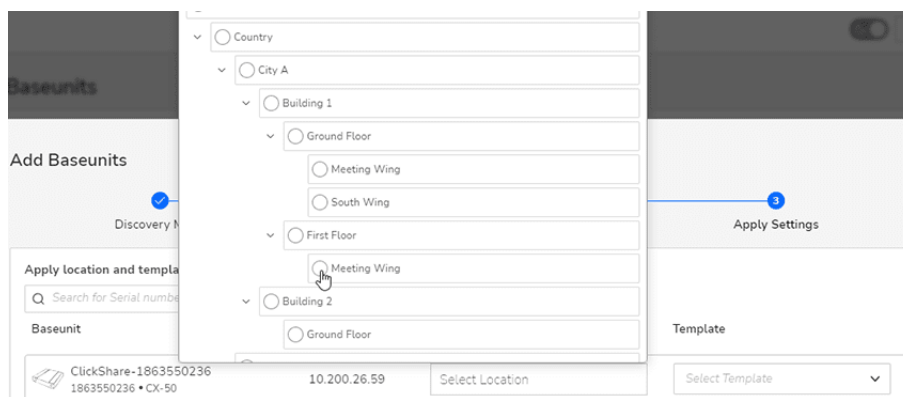 Country
City A
Baseunits
Building 1
Ground Floor
Add Baseunits
Meeting Wing
South Wing
3
Discovery M
Apply Settings
First Floor
Apply location and templa
Meeting Wing
Search for Serial numbe
Building 2
Baseunit
Template
Ground Floor
ClickShare-1863550236
1863550236 • CX-50
10.200.26.59
Select Location
Select Template